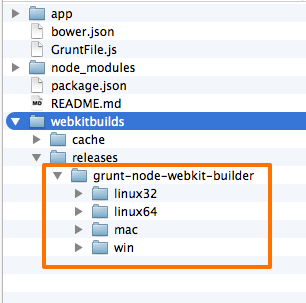 app
bower.json
GruntFile.js
node_modules
package.json
README.md
webkitbuilds
cache
releases
grunt-node-webkit-builder
linux32
linux64
mac
win